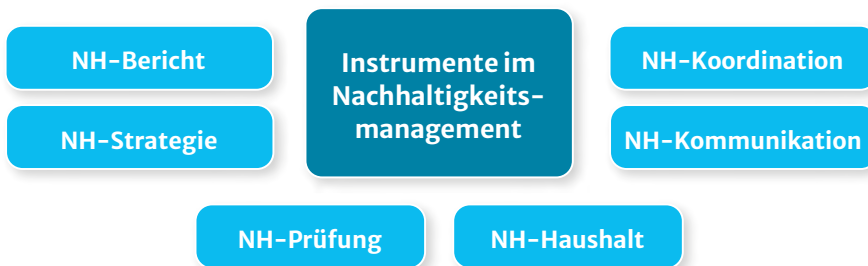 NH-Bericht
NH-Strategie
Instrumente im
Nachhaltigkeits-
management
NH-Koordination
NH-Kommunikation
NH-Prüfung
NH-Haushalt